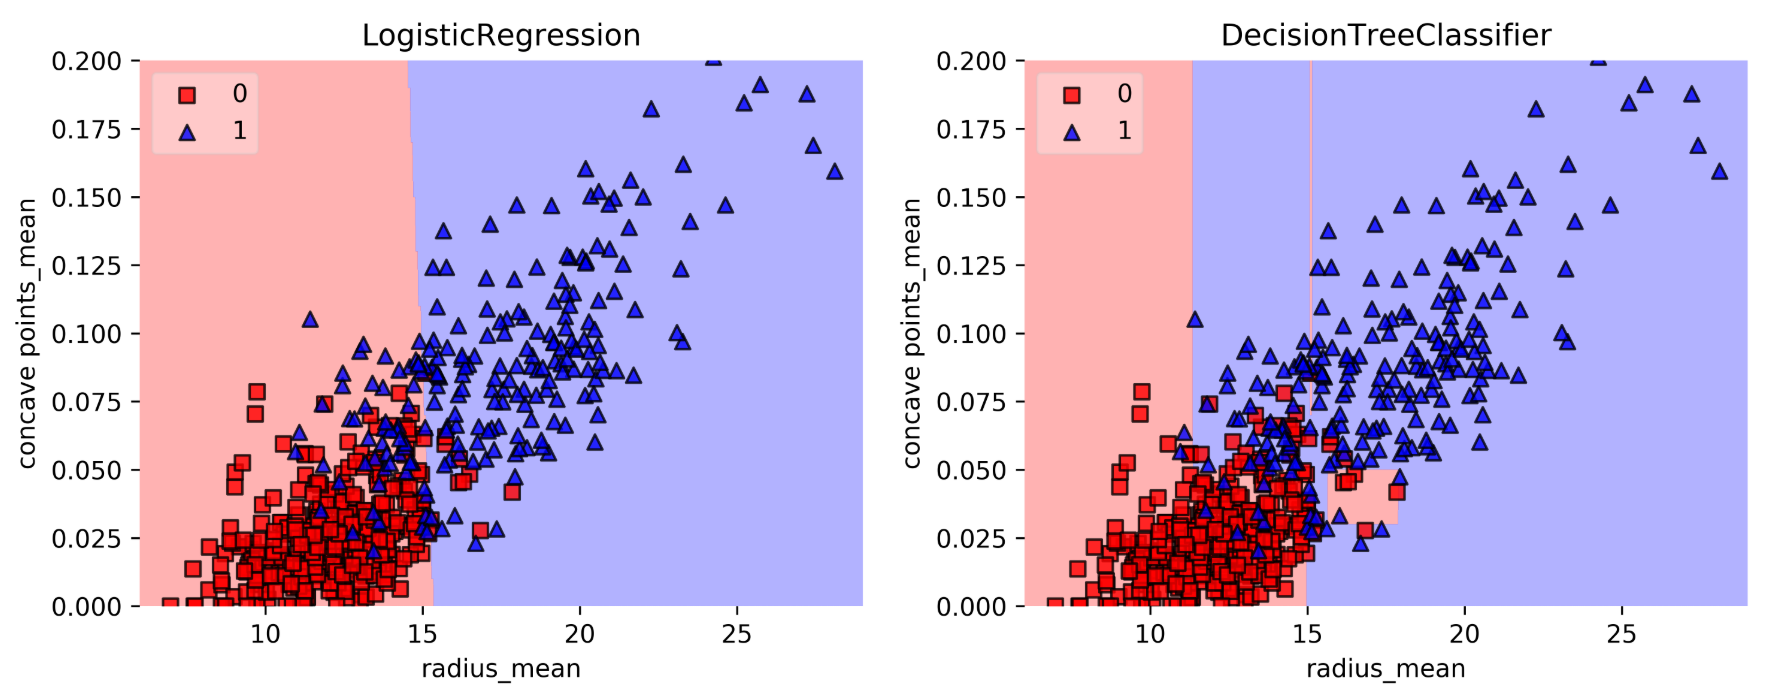 LogisticRegression
0.200
0.175
0.150
0.125
0.100
0.075
0.050
0.025
0.000
concave points_mean
0
1
10 15 20 25
radius_mean
DecisionTreeClassifier
0.200
0.175
0.150
0.125
0.100
0.075
0.050
0.025
0.000
concave points_mean
0
1
10 15 20 25
radius_mean